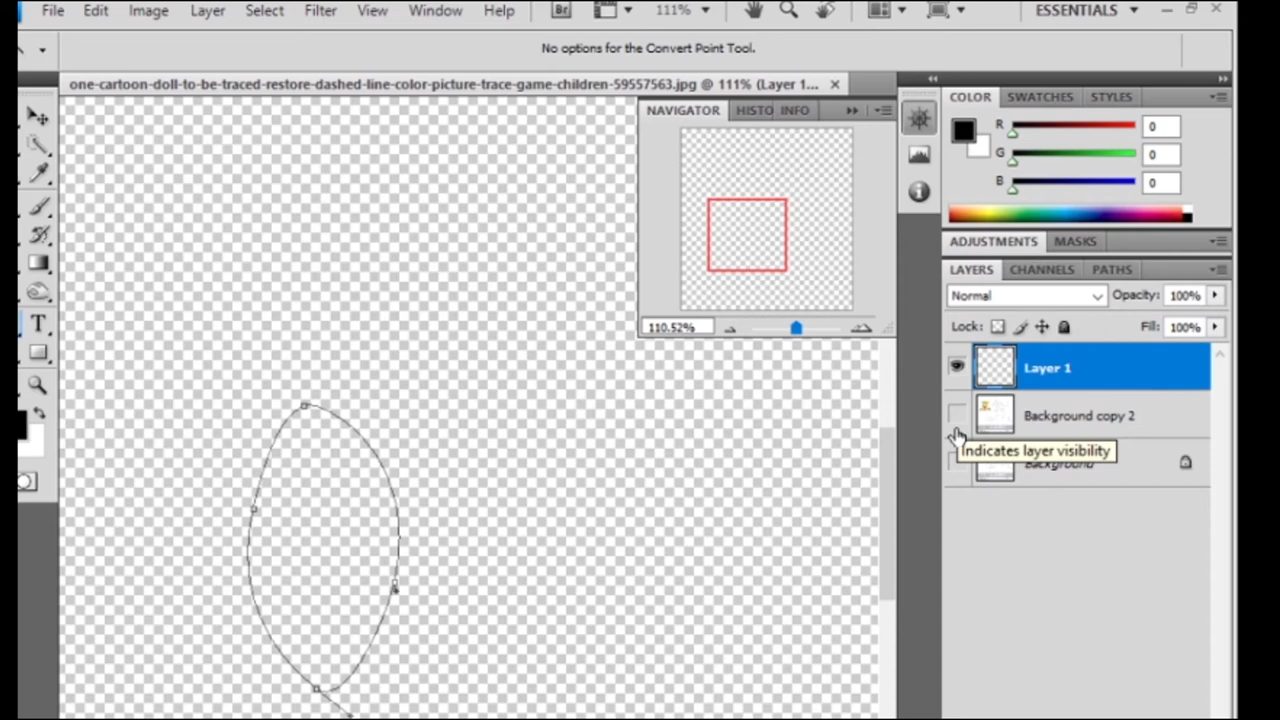 File Edit Image Layer Select Filter View Window Help Br 111% ESSENTIALS
No options for the Convert Point Tool.
one-cartoon-doll-to-be-traced-restore-dashed-line-color-picture-trace-game-children-59557563.jpg @ 111% (Layer 1...
NAVIGATOR HISTO INFO
110.52%
COLOR SWATCHES STYLES
R 0
G 0
B 0
ADJUSTMENTS MASKS
LAYERS CHANNELS PATHS
Normal Opacity: 100%
Lock: Fill: 100%
Layer 1
Background copy 2
Indicates layer visibility
Background
T